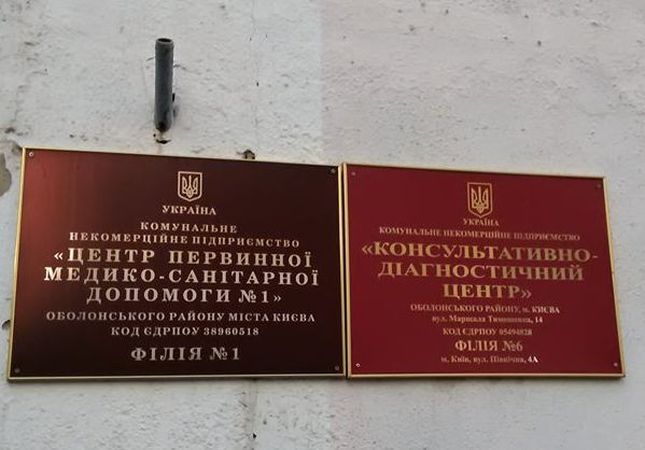 УКРАЇНА
КОМУНАЛЬНЕ
НЕКОМЕРЦІЙНЕ ПІДПРИЄМСТВО
«ЦЕНТР ПЕРВИННОЇ
МЕДИКО-САНІТАРНОЇ
ДОПОМОГИ №1»
ОБОЛОНСЬКОГО РАЙОНУ МІСТА КИЄВА
КОД ЄДРПОУ 38960518
ФІЛІЯ №1
УКРАЇНА
КОМУНАЛЬНЕ НЕКОМЕРЦІЙНЕ ПІДПРИЄМСТВО
«КОНСУЛЬТАТИВНО-
ДІАГНОСТИЧНИЙ
ЦЕНТР»
ОБОЛОНСЬКОГО РАЙОНУ, м. КИЄВА
вул. Маршала Тимошенка, 14
КОД ЄДРПОУ 05494828
ФІЛІЯ №6
м. Київ, вул. Північна, 4А